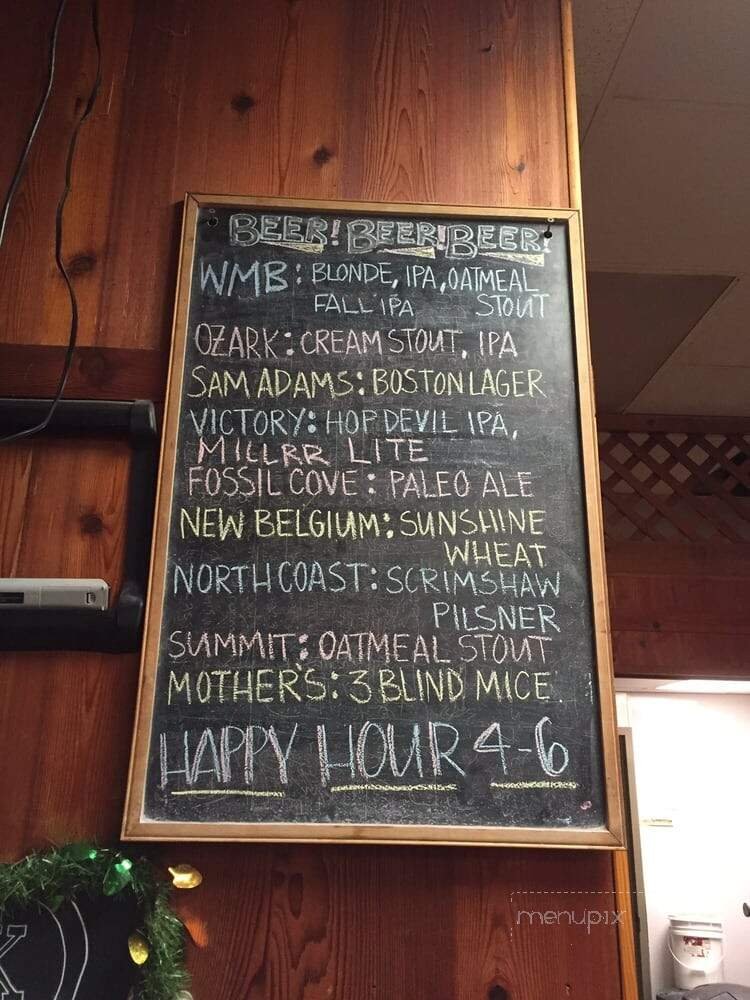 BEER! BEER! BEER!
WMB: BLONDE, IPA, OATMEAL
FALL IPA STOUT
OZARK: CREAM STOUT, IPA
SAM ADAMS: BOSTON LAGER
VICTORY: HOP DEVIL IPA,
MILLRR LITE
FOSSIL COVE: PALEO ALE
NEW BELGIUM: SUNSHINE
WHEAT
NORTH COAST: SCRIMSHAW
PILSNER
SUMMIT: OATMEAL STOUT
MOTHER'S: 3 BLIND MICE
HAPPY HOUR 4-6
menupix